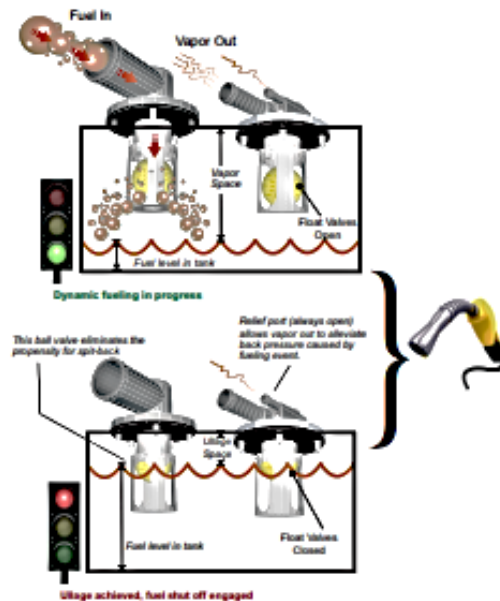 Fuel In
Vapor Out
Vapor
Space
Float Valves
Open
Fuel level in tank
Dynamic fueling in progress
This ball valve eliminates the
propensity for spit-back
Relief port (always open)
allows vapor out to alleviate
back pressure caused by
fueling event.
Ullage
Space
Fuel level in tank
Float Valves
Closed
Ullage achieved, fuel shut off engaged